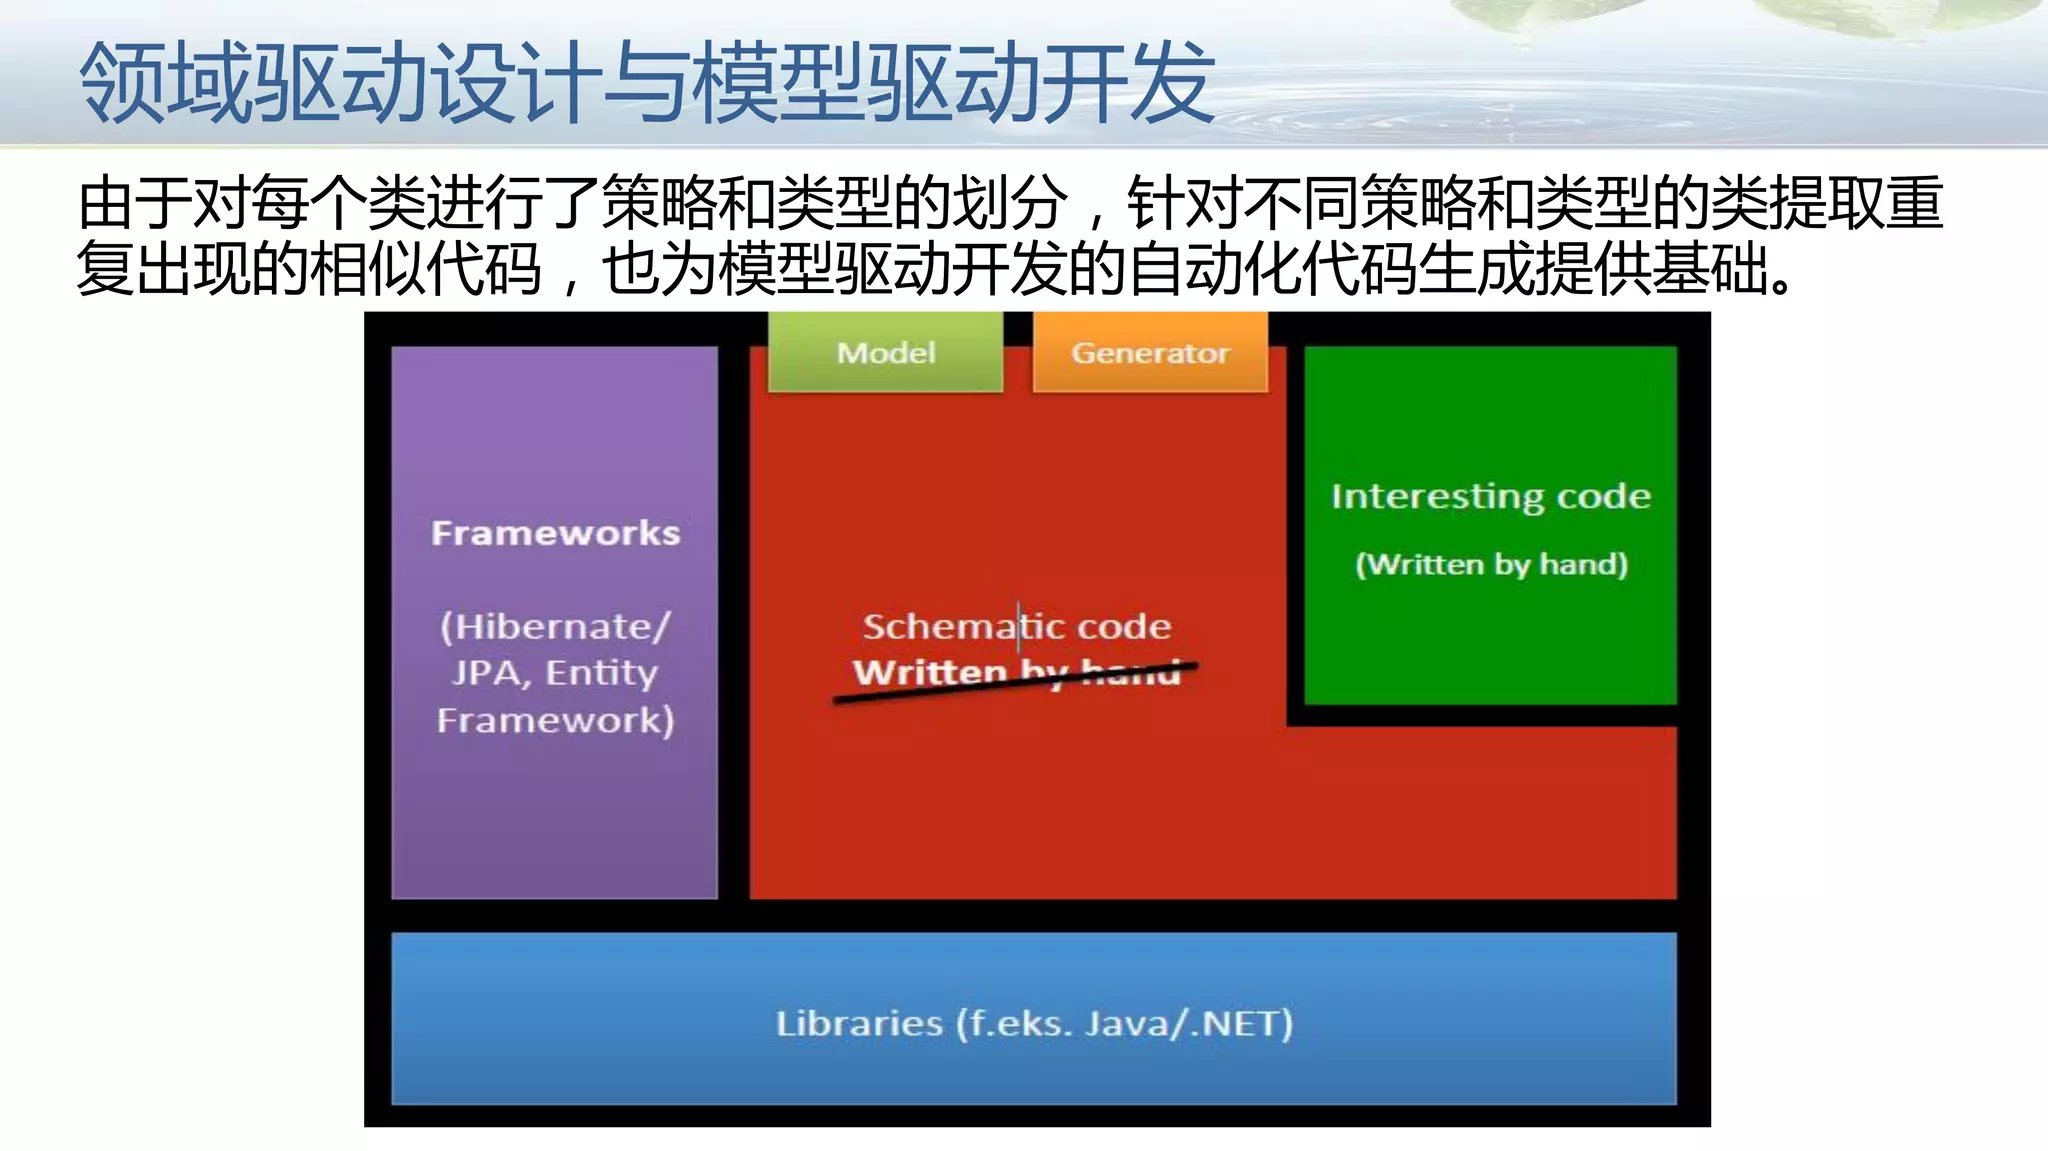 领域驱动设计与模型驱动开发
由于对每个类进行了策略和类型的划分，针对不同策略和类型的类提取重
复出现的相似代码，也为模型驱动开发的自动化代码生成提供基础。
Model
Generator
Frameworks
(Hibernate/
JPA, Entity
Framework)
Schematic code
Written by hand
Interesting code
(Written by hand)
Libraries (f.eks. Java/.NET)